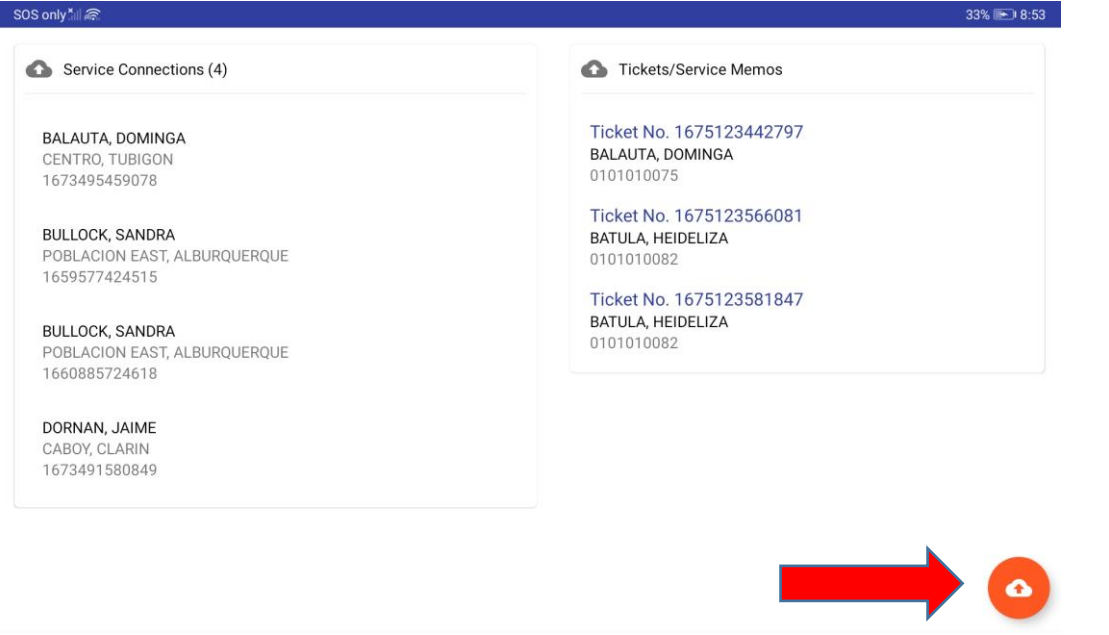 SOS only
33% 8:53
Service Connections (4)
BALAUTA, DOMINGA
CENTRO, TUBIGON
1673495459078
BULLOCK, SANDRA
POBLACION EAST, ALBURQUERQUE
1659577424515
BULLOCK, SANDRA
POBLACION EAST, ALBURQUERQUE
1660885724618
DORNAN, JAIME
CABOY, CLARIN
1673491580849
Tickets/Service Memos
Ticket No. 1675123442797
BALAUTA, DOMINGA
0101010075
Ticket No. 1675123566081
BATULA, HEIDELIZA
0101010082
Ticket No. 1675123581847
BATULA, HEIDELIZA
0101010082